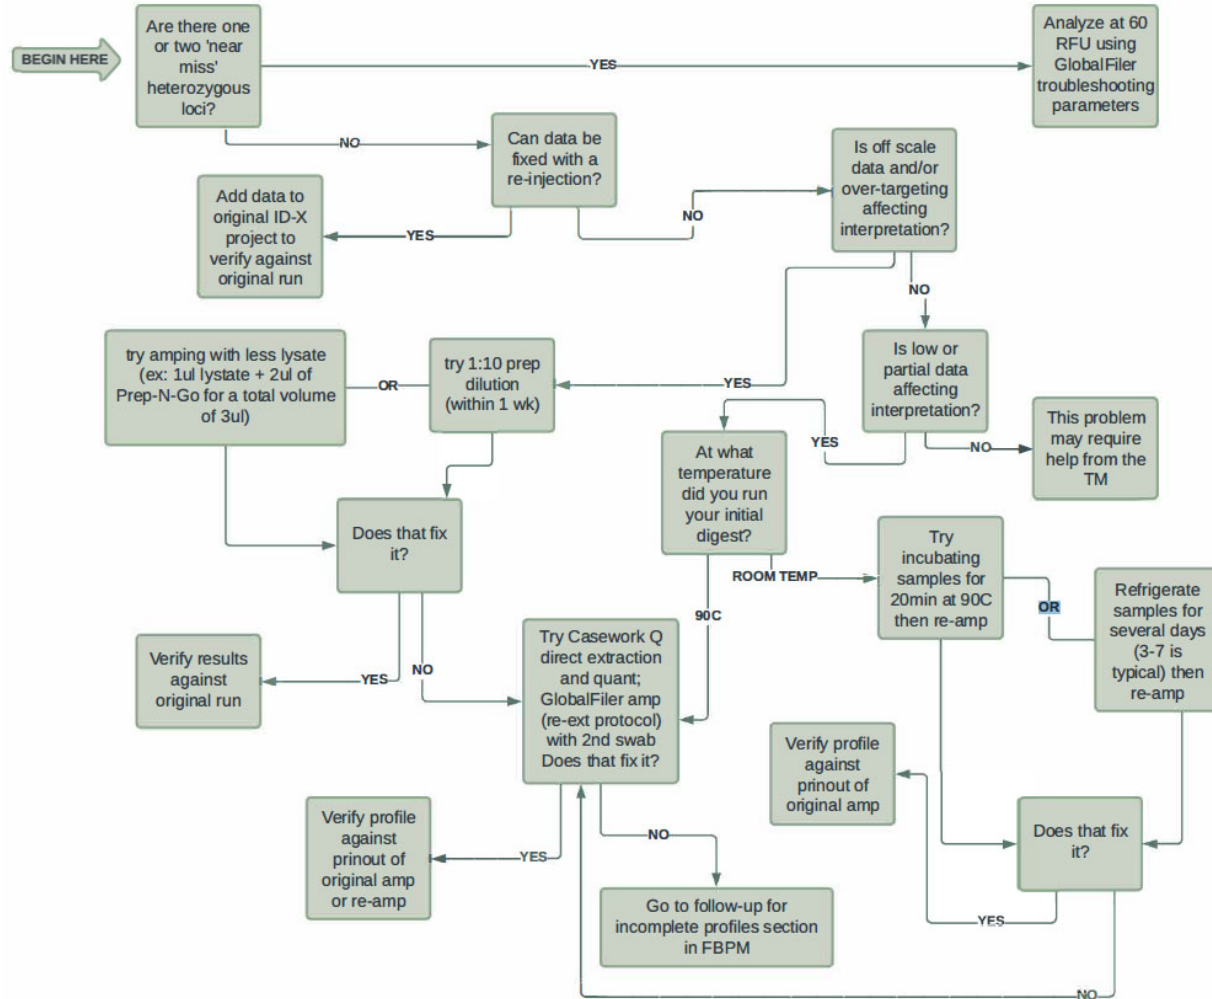 BEGIN HERE
Are there one
or two 'near
miss'
heterozygous
loci?
YES
Analyze at 60
RFU using
GlobalFiler
troubleshooting
parameters
NO
Can data be
fixed with a
re-injection?
Is off scale
data and/or
over-targeting
affecting
interpretation?
Add data to
original ID-X
project to
verify against
original run
YES
NO
NO
try amping with less lysate
(ex: 1ul lystate + 2ul of
Prep-N-Go for a total volume
of 3ul)
OR
try 1:10 prep
dilution
(within 1 wk)
YES
Is low or
partial data
affecting
interpretation?
YES
NO
This problem
may require
help from the
TM
At what
temperature
did you run
your initial
digest?
Does that fix
it?
ROOM TEMP
Try
incubating
samples for
20min at 90C
then re-amp
OR
Refrigerate
samples for
several days
(3-7 is
typical) then
re-amp
90C
Verify results
against
original run
YES
NO
Try Casework Q
direct extraction
and quant;
GlobalFiler amp
(re-ext protocol)
with 2nd swab
Does that fix it?
Verify profile
against
prinout of
original amp
Does that fix
it?
Verify profile
against
prinout of
original amp
or re-amp
YES
NO
Go to follow-up for
incomplete profiles section
in FBPM
YES
NO